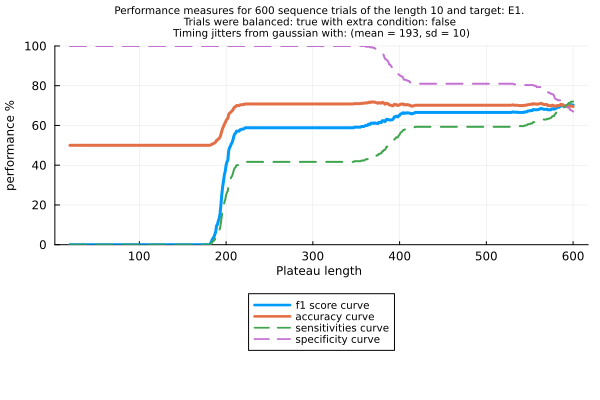 Performance measures for 600 sequence trials of the length 10 and target: E1.
Trials were balanced: true with extra condition: false
Timing jitters from gaussian with: (mean = 193, sd = 10)
100
80
60
40
20
0
performance %
100 200 300 400 500 600
Plateau length
f1 score curve
accuracy curve
sensitivities curve
specificity curve